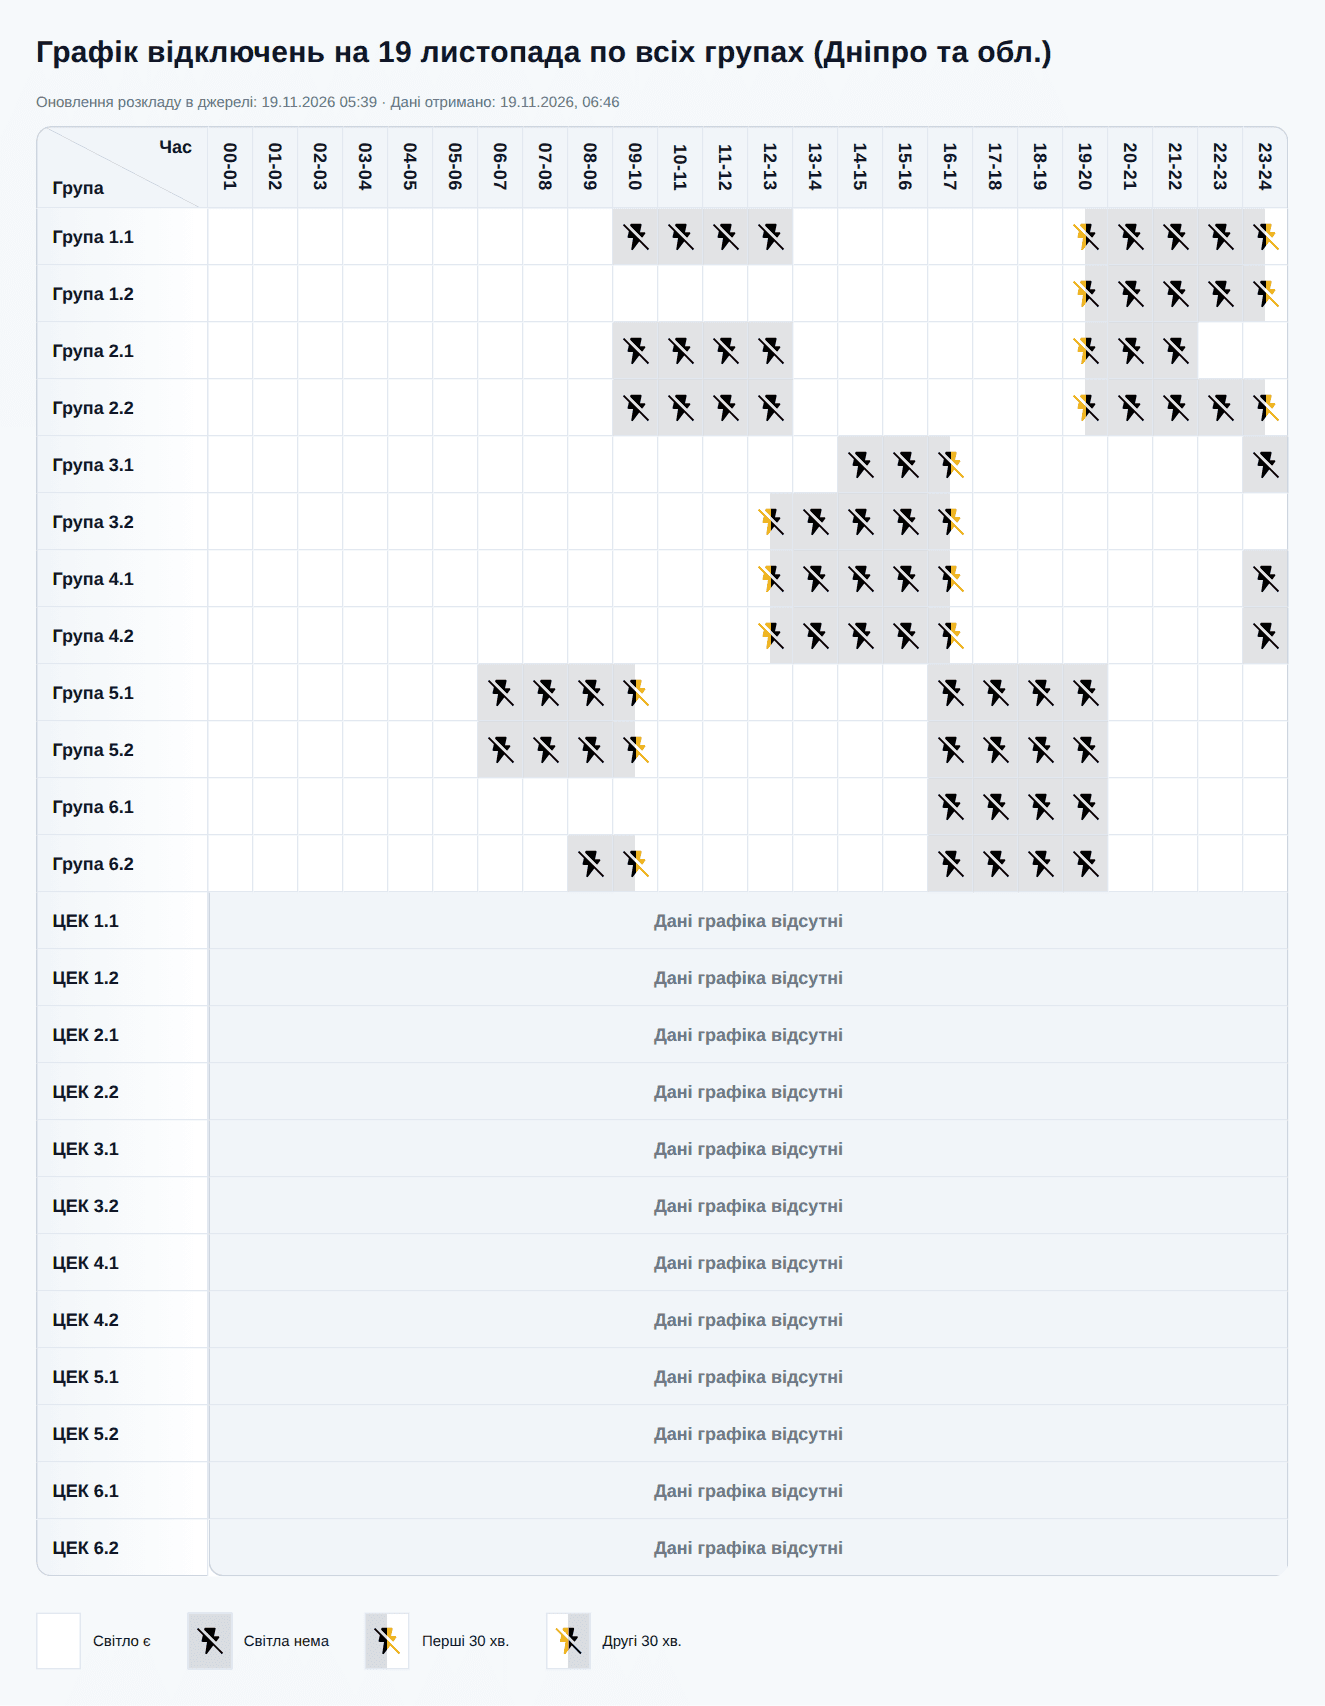 Графік відключень на 19 листопада по всіх групах (Дніпро та обл.)
Оновлення розкладу в джерелі: 19.11.2026 05:39 · Дані отримано: 19.11.2026, 06:46
Час
Група
00-01
01-02
02-03
03-04
04-05
05-06
06-07
07-08
08-09
09-10
10-11
11-12
12-13
13-14
14-15
15-16
16-17
17-18
18-19
19-20
20-21
21-22
22-23
23-24
Група 1.1
Група 1.2
Група 2.1
Група 2.2
Група 3.1
Група 3.2
Група 4.1
Група 4.2
Група 5.1
Група 5.2
Група 6.1
Група 6.2
ЦЕК 1.1 Дані графіка відсутні
ЦЕК 1.2 Дані графіка відсутні
ЦЕК 2.1 Дані графіка відсутні
ЦЕК 2.2 Дані графіка відсутні
ЦЕК 3.1 Дані графіка відсутні
ЦЕК 3.2 Дані графіка відсутні
ЦЕК 4.1 Дані графіка відсутні
ЦЕК 4.2 Дані графіка відсутні
ЦЕК 5.1 Дані графіка відсутні
ЦЕК 5.2 Дані графіка відсутні
ЦЕК 6.1 Дані графіка відсутні
ЦЕК 6.2 Дані графіка відсутні
Світло є Світла нема Перші 30 хв. Другі 30 хв.